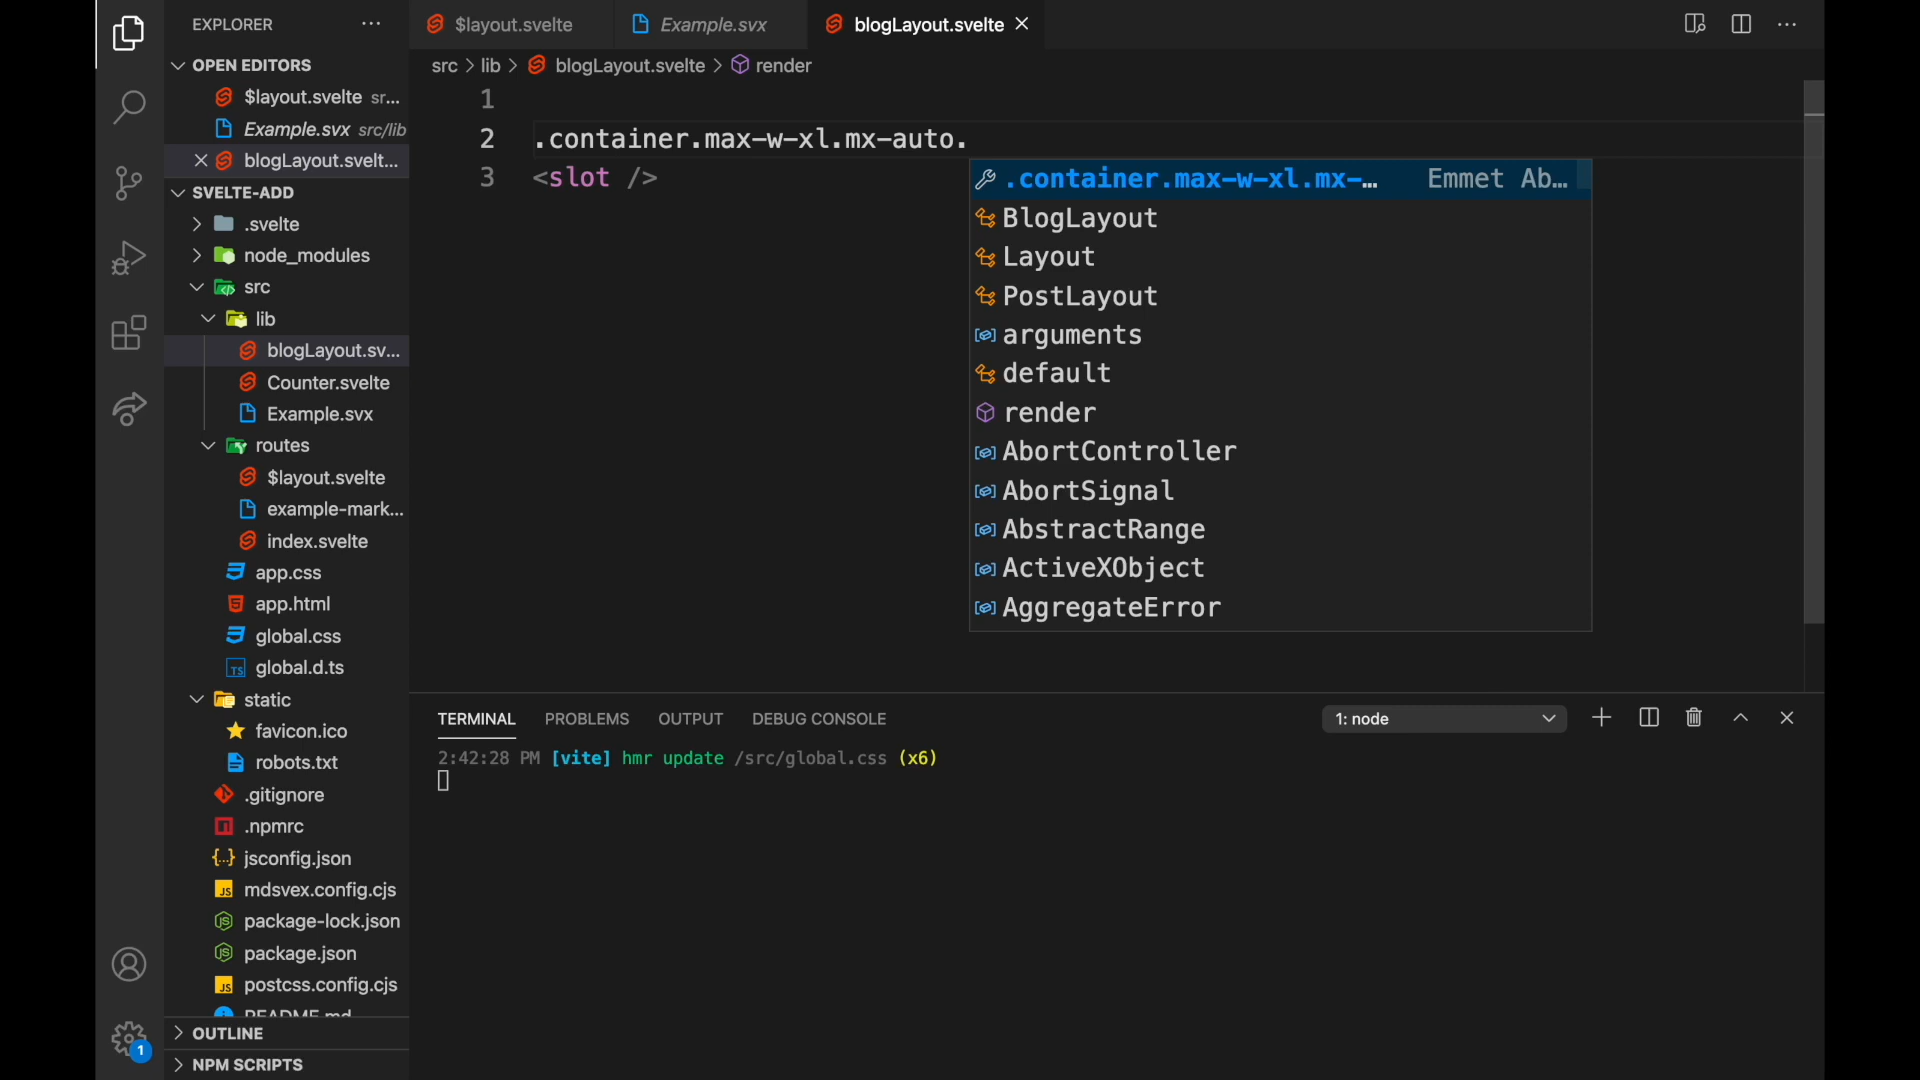 EXPLORER
OPEN EDITORS
$layout.svelte sr...
Example.svx src/lib
blogLayout.svelt...
SVELTE-ADD
.svelte
node_modules
src
lib
blogLayout.sv...
Counter.svelte
Example.svx
routes
$layout.svelte
example-mark...
index.svelte
app.css
app.html
global.css
global.d.ts
static
favicon.ico
robots.txt
.gitignore
.npmrc
jsconfig.json
mdsvex.config.cjs
package-lock.json
package.json
postcss.config.cjs
README.md
OUTLINE
NPM SCRIPTS
1
$layout.svelte
Example.svx
blogLayout.svelte
src > lib > blogLayout.svelte > render
1
2 .container.max-w-xl.mx-auto.
3 <slot />
.container.max-w-xl.mx-… Emmet Ab…
BlogLayout
Layout
PostLayout
arguments
default
render
AbortController
AbortSignal
AbstractRange
ActiveXObject
AggregateError
TERMINAL PROBLEMS OUTPUT DEBUG CONSOLE 1: node
2:42:28 PM [vite] hmr update /src/global.css (x6)